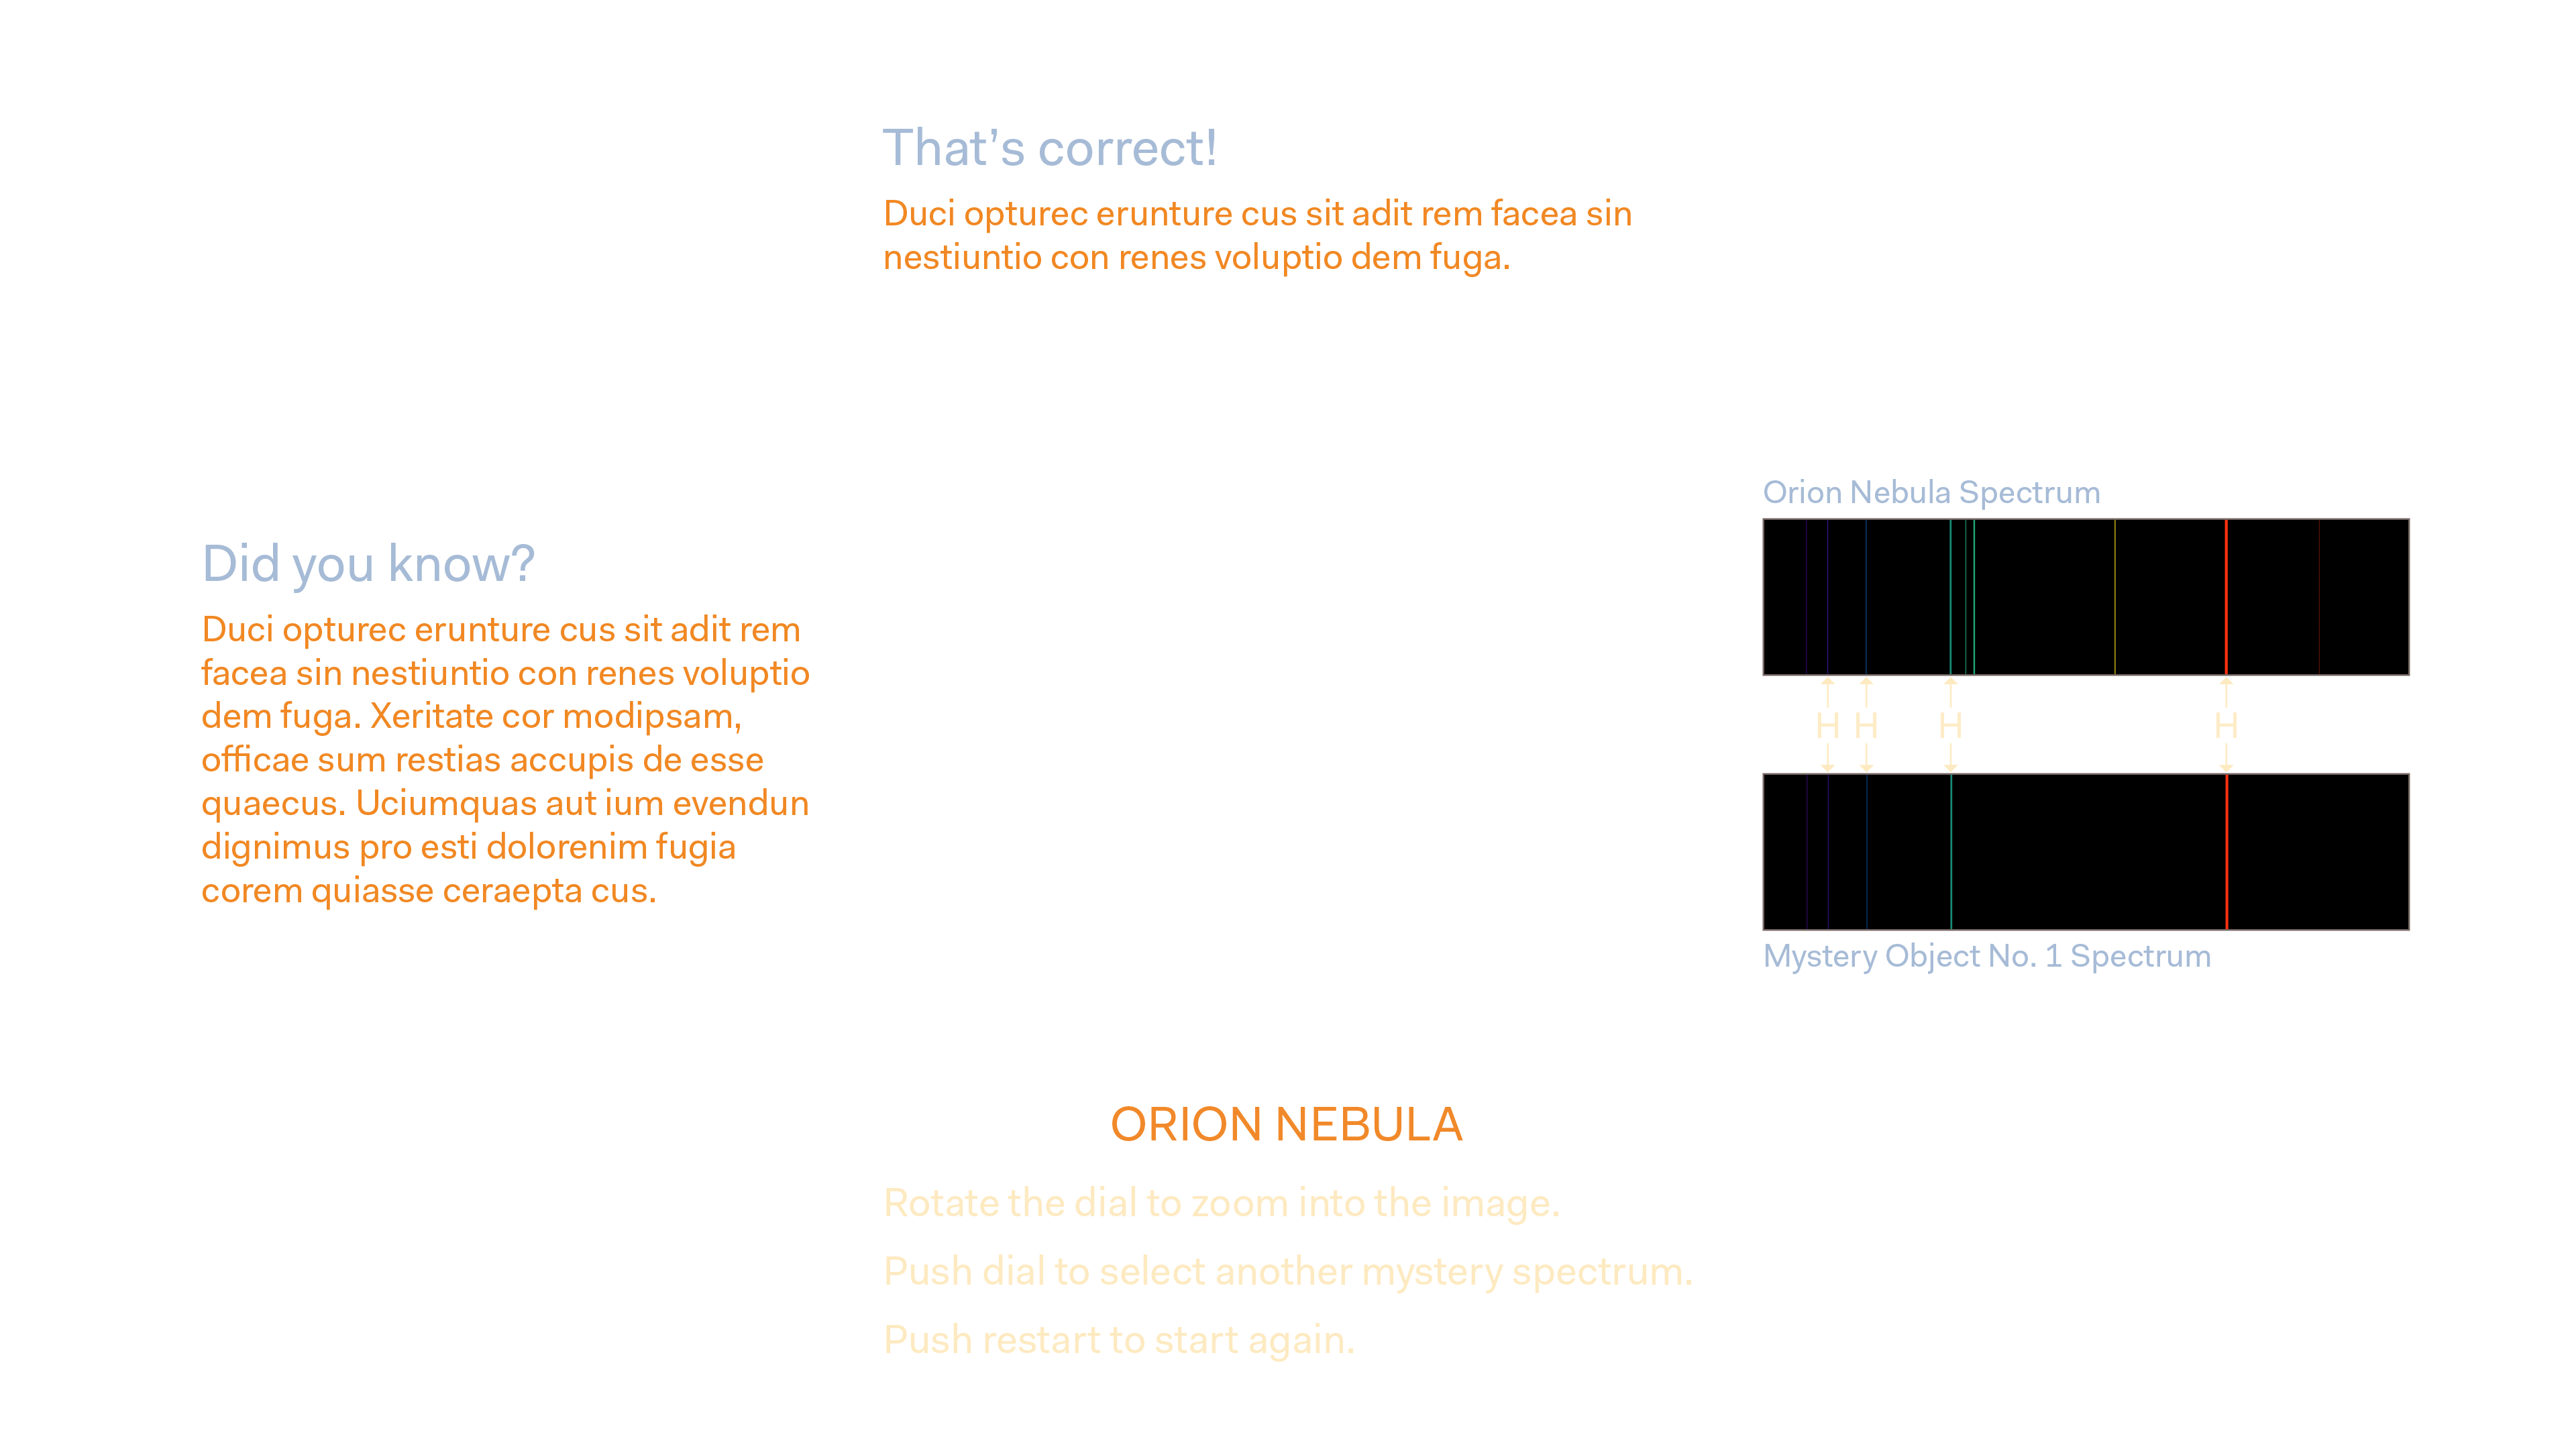 That’s correct!
Duci opturec erunture cus sit adit rem facea sin
nestiuntio con renes voluptio dem fuga.
Did you know?
Duci opturec erunture cus sit adit rem
facea sin nestiuntio con renes voluptio
dem fuga. Xeritate cor modipsam,
officae sum restias accupis de esse
quaecus. Uciumquas aut ium evendun
dignimus pro esti dolorenim fugia
corem quiasse ceraepta cus.
Orion Nebula Spectrum
H H H H
Mystery Object No. 1 Spectrum
ORION NEBULA
Rotate the dial to zoom into the image.
Push dial to select another mystery spectrum.
Push restart to start again.